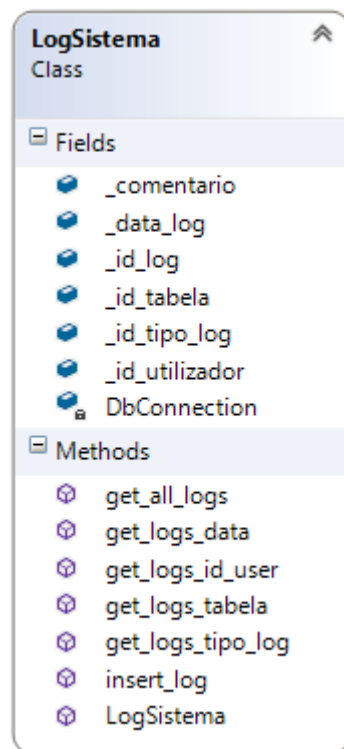 LogSistema
Class
Fields
_comentario
_data_log
_id_log
_id_tabela
_id_tipo_log
_id_utilizador
DbConnection
Methods
get_all_logs
get_logs_data
get_logs_id_user
get_logs_tabela
get_logs_tipo_log
insert_log
LogSistema